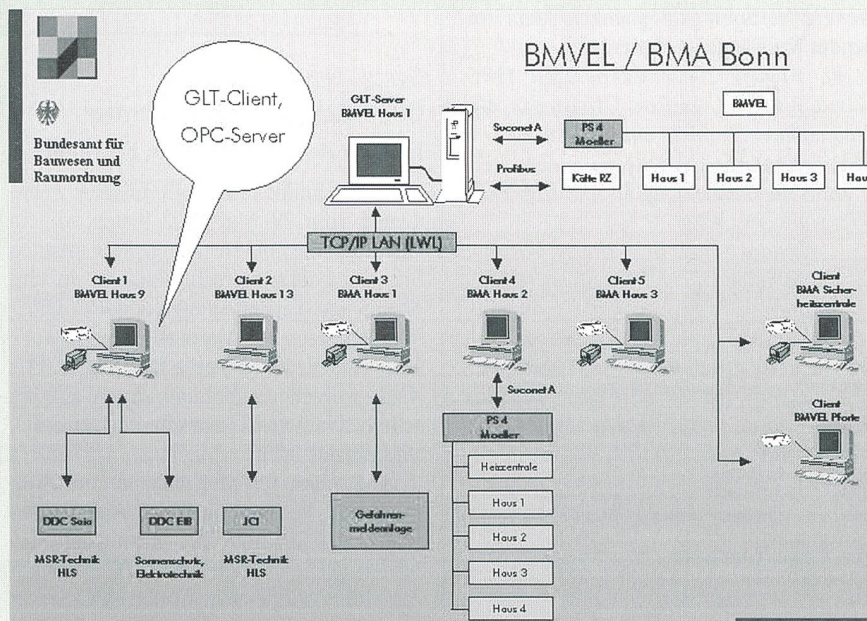 BMVEL / BMA Bonn
Bundesamt für
Bauwesen und
Raumordnung
GLT-Client,
OPC-Server
GLT-Server
BMVEL Haus 1
Suconet A
Profibus
PS 4
Moeller
BMVEL
Kälte RZ
Haus 1
Haus 2
Haus 3
TCP/IP LAN (LWL)
Client 1
BMVEL Haus 9
Client 2
BMVEL Haus 13
Client 3
BMA Haus 1
Client 4
BMA Haus 2
Client 5
BMA Haus 3
Client
BMA Sicher-
heitszentrale
Client
BMVEL Pforte
Suconet A
PS 4
Moeller
Heizzentrale
Haus 1
Haus 2
Haus 3
Haus 4
DDC Saia
MSR-Technik
HLS
DDC EIB
Sonnenschutz,
Elektrotechnik
JCI
MSR-Technik
HLS
Gefahren-
meldeanlage